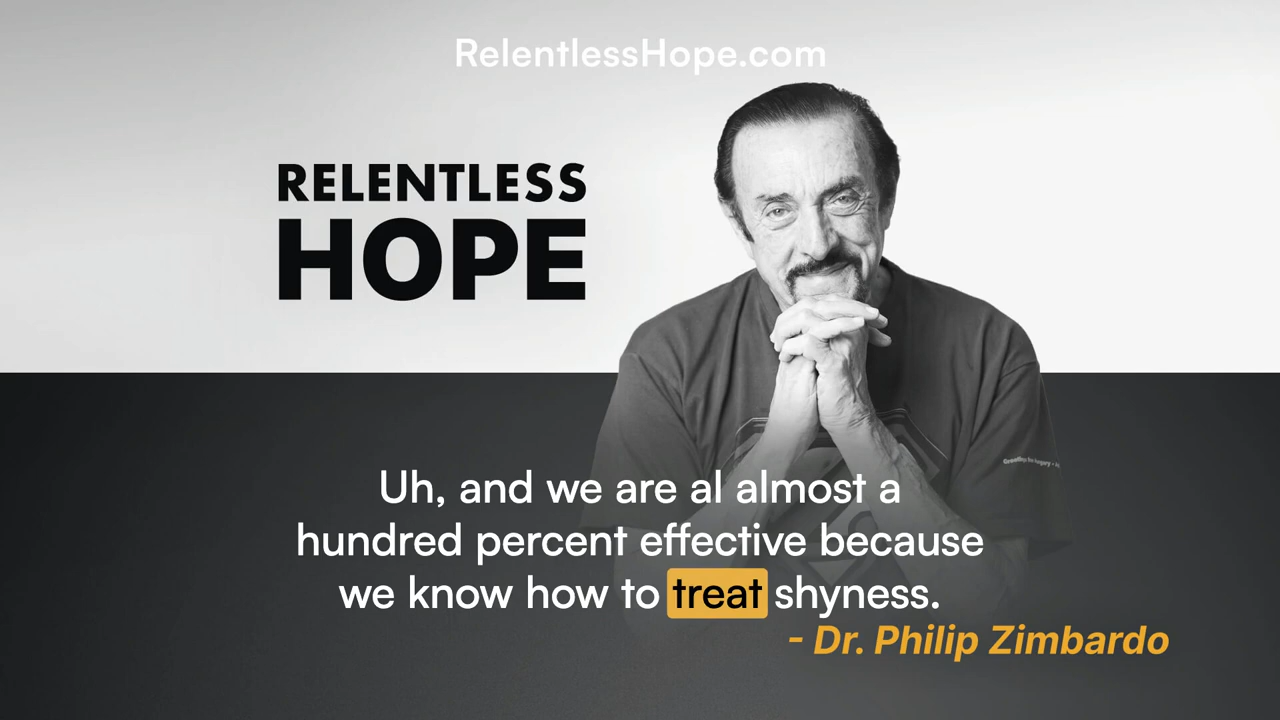 RelentlessHope.com
RELENTLESS
HOPE
Uh, and we are al almost a
hundred percent effective because
we know how to treat shyness.
- Dr. Philip Zimbardo